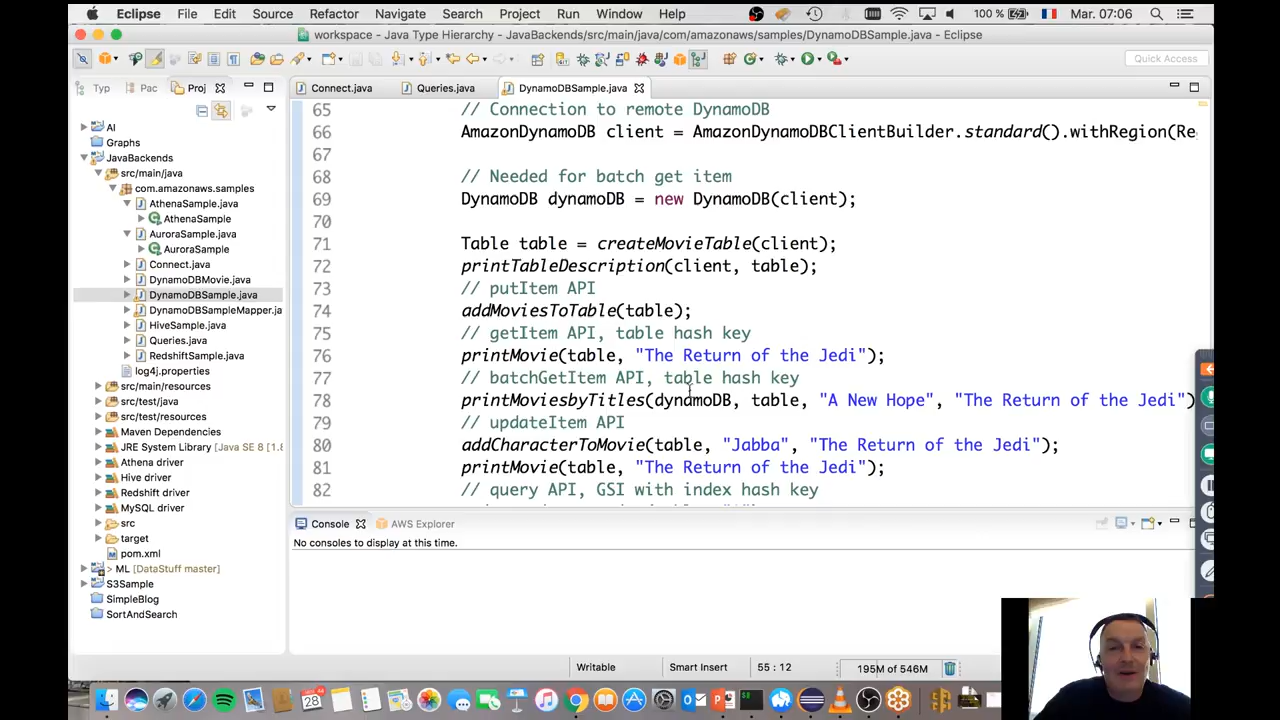 Eclipse File Edit Source Refactor Navigate Search Project Run Window Help 100 % Mar. 07:06
workspace - Java Type Hierarchy - JavaBackends/src/main/java/com/amazonaws/samples/DynamoDBSample.java - Eclipse
Quick Access
Typ Pac Proj
Connect.java Queries.java DynamoDBSample.java
AI
Graphs
JavaBackends
src/main/java
com.amazonaws.samples
AthenaSample.java
AthenaSample
AuroraSample.java
AuroraSample
Connect.java
DynamoDBMovie.java
DynamoDBSample.java
DynamoDBSampleMapper.ja
HiveSample.java
Queries.java
RedshiftSample.java
log4j.properties
src/main/resources
src/test/java
src/test/resources
Maven Dependencies
JRE System Library [Java SE 8 [1.8
Athena driver
Hive driver
Redshift driver
MySQL driver
src
target
pom.xml
> ML [DataStuff master]
S3Sample
SimpleBlog
SortAndSearch
65 // Connection to remote DynamoDB
66 AmazonDynamoDB client = AmazonDynamoDBClientBuilder.standard().withRegion(Re
67
68 // Needed for batch get item
69 DynamoDB dynamoDB = new DynamoDB(client);
70
71 Table table = createMovieTable(client);
72 printTableDescription(client, table);
73 // putItem API
74 addMoviesToTable(table);
75 // getItem API, table hash key
76 printMovie(table, "The Return of the Jedi");
77 // batchGetItem API, table hash key
78 printMoviesbyTitles(dynamoDB, table, "A New Hope", "The Return of the Jedi")
79 // updateItem API
80 addCharacterToMovie(table, "Jabba", "The Return of the Jedi");
81 printMovie(table, "The Return of the Jedi");
82 // query API, GSI with index hash key
Console AWS Explorer
No consoles to display at this time.
Writable Smart Insert 55 : 12 195M of 546M
28